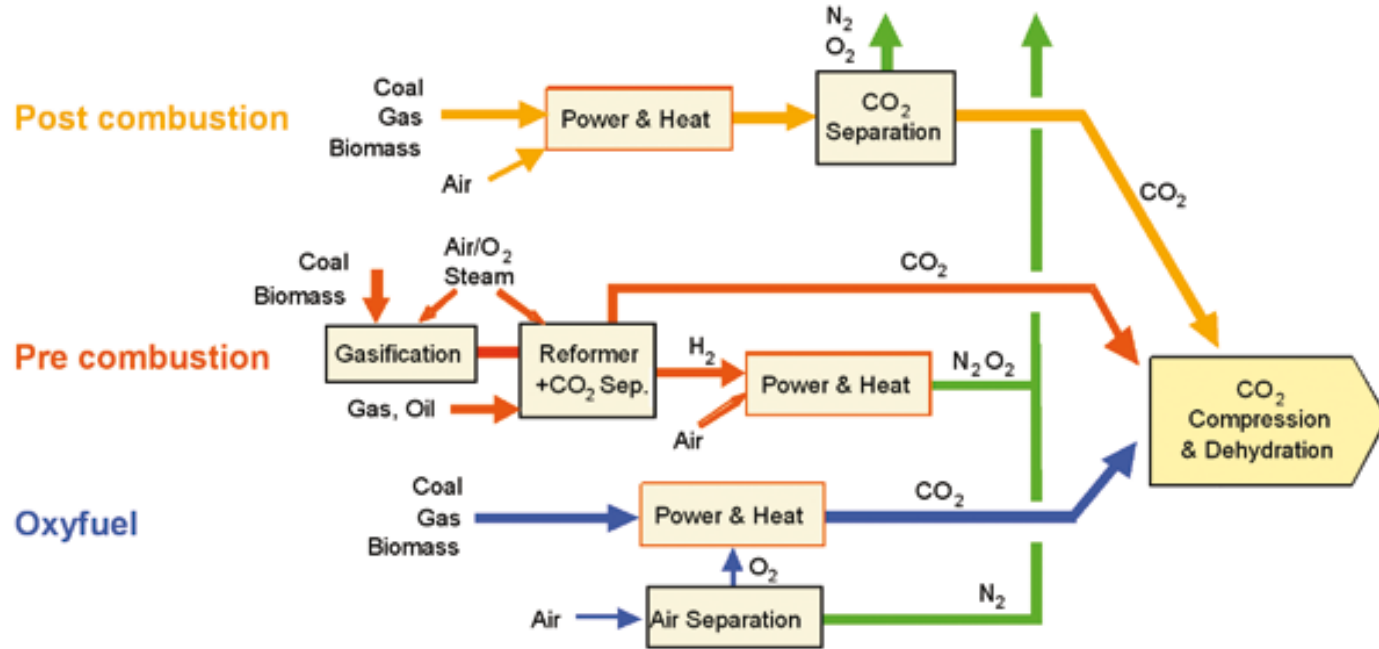 N₂
O₂
Post combustion
Coal
Gas
Biomass
Air
Power & Heat
CO₂
Separation
CO₂
Pre combustion
Coal
Biomass
Air/O₂
Steam
Gasification
Reformer
+CO₂ Sep.
Gas, Oil
H₂
Air
Power & Heat
N₂ O₂
CO₂
CO₂
Compression
& Dehydration
Oxyfuel
Coal
Gas
Biomass
Power & Heat
CO₂
O₂
Air
Air Separation
N₂